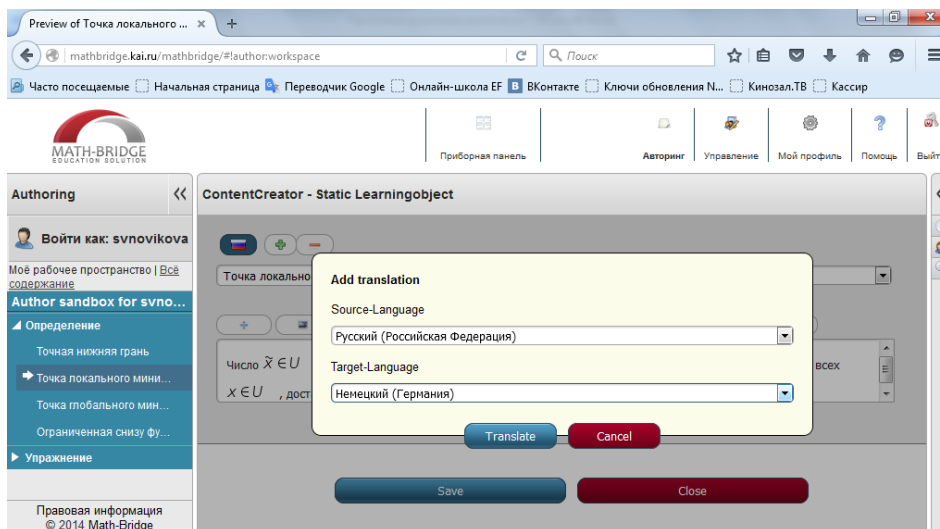 Preview of Точка локального ...
mathbridge.kai.ru/mathbridge/#!author:workspace
Поиск
Часто посещаемые Начальная страница Переводчик Google Онлайн-школа EF ВКонтакте Ключи обновления N... Кинозал.ТВ Кассир
MATH-BRIDGE
EDUCATION SOLUTION
Приборная панель Авторинг Управление Мой профиль Помощь Выйт
Authoring
ContentCreator - Static Learningobject
Войти как: svnovikova
Моё рабочее пространство | Всё
содержание
Author sandbox for svno...
Определение
Точная нижняя грань
Точка локального мини...
Точка глобального мин...
Ограниченная снизу фу...
Упражнение
Правовая информация
© 2014 Math-Bridge
Точка локально
Число x̃ ∈ U
всех
x ∈ U , дост
Add translation
Source-Language
Русский (Российская Федерация)
Target-Language
Немецкий (Германия)
Translate Cancel
Save Close